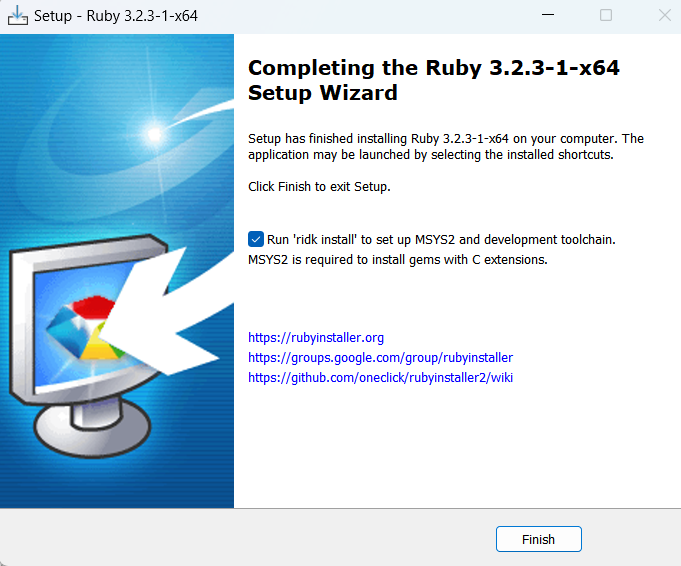 Setup - Ruby 3.2.3-1-x64
Completing the Ruby 3.2.3-1-x64
Setup Wizard
Setup has finished installing Ruby 3.2.3-1-x64 on your computer. The
application may be launched by selecting the installed shortcuts.
Click Finish to exit Setup.
Run 'ridk install' to set up MSYS2 and development toolchain.
MSYS2 is required to install gems with C extensions.
https://rubyinstaller.org
https://groups.google.com/group/rubyinstaller
https://github.com/oneclick/rubyinstaller2/wiki
Finish